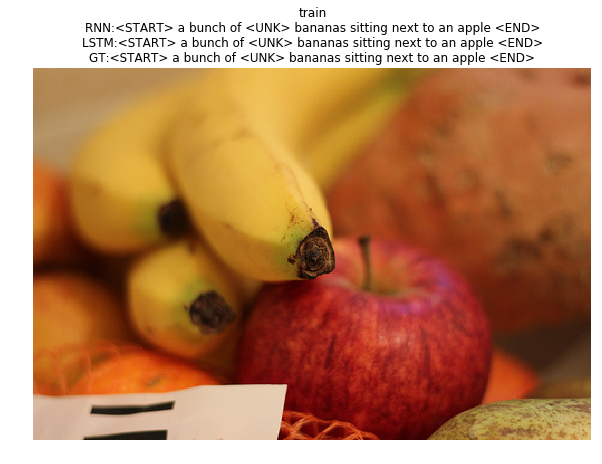 train
RNN:<START> a bunch of <UNK> bananas sitting next to an apple <END>
LSTM:<START> a bunch of <UNK> bananas sitting next to an apple <END>
GT:<START> a bunch of <UNK> bananas sitting next to an apple <END>